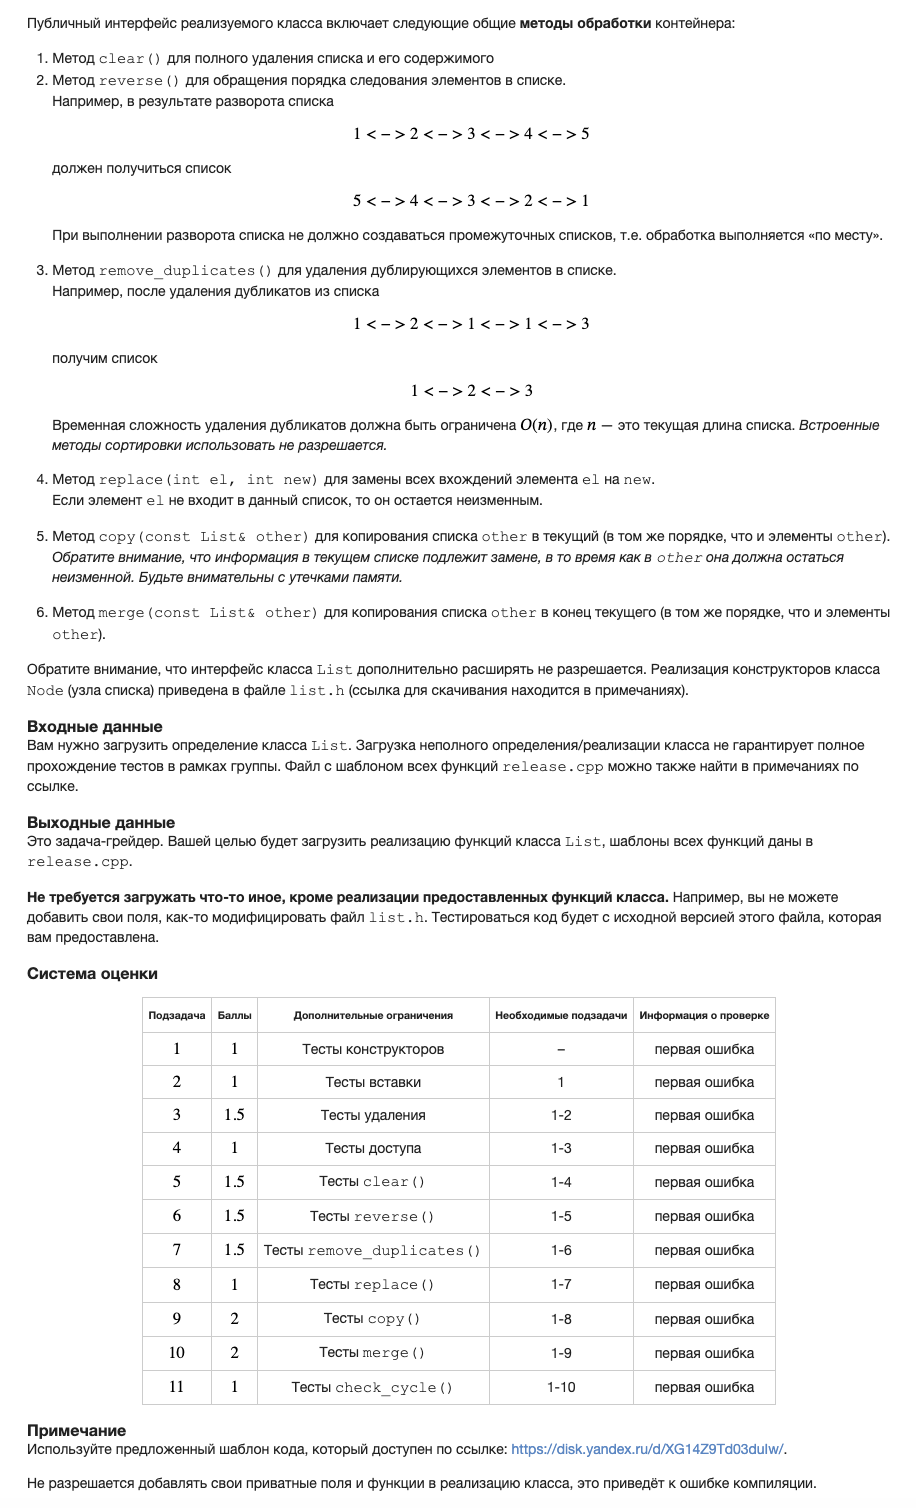 Публичный интерфейс реализуемого класса включает следующие общие методы обработки контейнера:
1. Метод clear() для полного удаления списка и его содержимого
2. Метод reverse() для обращения порядка следования элементов в списке.
Например, в результате разворота списка
1 < − > 2 < − > 3 < − > 4 < − > 5
должен получиться список
5 < − > 4 < − > 3 < − > 2 < − > 1
При выполнении разворота списка не должно создаваться промежуточных списков, т.е. обработка выполняется «по месту».
3. Метод remove_duplicates() для удаления дублирующихся элементов в списке.
Например, после удаления дубликатов из списка
1 < − > 2 < − > 1 < − > 1 < − > 3
получим список
1 < − > 2 < − > 3
Временная сложность удаления дубликатов должна быть ограничена O(n), где n — это текущая длина списка. Встроенные
методы сортировки использовать не разрешается.
4. Метод replace(int el, int new) для замены всех вхождений элемента el на new.
Если элемент el не входит в данный список, то он остается неизменным.
5. Метод copy(const List& other) для копирования списка other в текущий (в том же порядке, что и элементы other).
Обратите внимание, что информация в текущем списке подлежит замене, в то время как в other она должна остаться
неизменной. Будьте внимательны с утечками памяти.
6. Метод merge(const List& other) для копирования списка other в конец текущего (в том же порядке, что и элементы
other).
Обратите внимание, что интерфейс класса List дополнительно расширять не разрешается. Реализация конструкторов класса
Node (узла списка) приведена в файле list.h (ссылка для скачивания находится в примечаниях).
Входные данные
Вам нужно загрузить определение класса List. Загрузка неполного определения/реализации класса не гарантирует полное
прохождение тестов в рамках группы. Файл с шаблоном всех функций release.cpp можно также найти в примечаниях по
ссылке.
Выходные данные
Это задача-грейдер. Вашей целью будет загрузить реализацию функций класса List, шаблоны всех функций даны в
release.cpp.
Не требуется загружать что-то иное, кроме реализации предоставленных функций класса. Например, вы не можете
добавить свои поля, как-то модифицировать файл list.h. Тестироваться код будет с исходной версией этого файла, которая
вам предоставлена.
Система оценки
Подзадача Баллы Дополнительные ограничения Необходимые подзадачи Информация о проверке
1 1 Тесты конструкторов – первая ошибка
2 1 Тесты вставки 1 первая ошибка
3 1.5 Тесты удаления 1-2 первая ошибка
4 1 Тесты доступа 1-3 первая ошибка
5 1.5 Тесты clear() 1-4 первая ошибка
6 1.5 Тесты reverse() 1-5 первая ошибка
7 1.5 Тесты remove_duplicates() 1-6 первая ошибка
8 1 Тесты replace() 1-7 первая ошибка
9 2 Тесты copy() 1-8 первая ошибка
10 2 Тесты merge() 1-9 первая ошибка
11 1 Тесты check_cycle() 1-10 первая ошибка
Примечание
Используйте предложенный шаблон кода, который доступен по ссылке: https://disk.yandex.ru/d/XG14Z9Td03dulw/.
Не разрешается добавлять свои приватные поля и функции в реализацию класса, это приведёт к ошибке компиляции.